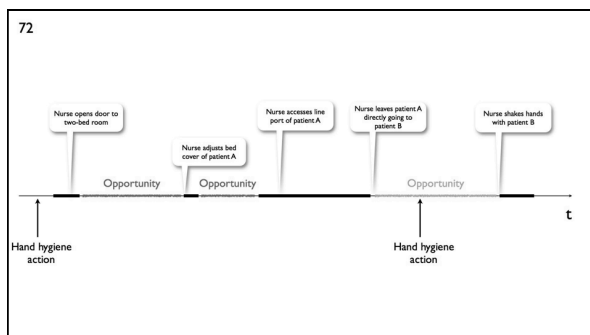 72
Nurse opens door to
two-bed room
Nurse adjusts bed
cover of patient A
Nurse accesses line
port of patient A
Nurse leaves patient A
directly going to
patient B
Nurse shakes hands
with patient B
Opportunity
Opportunity
Opportunity
t
Hand hygiene
action
Hand hygiene
action